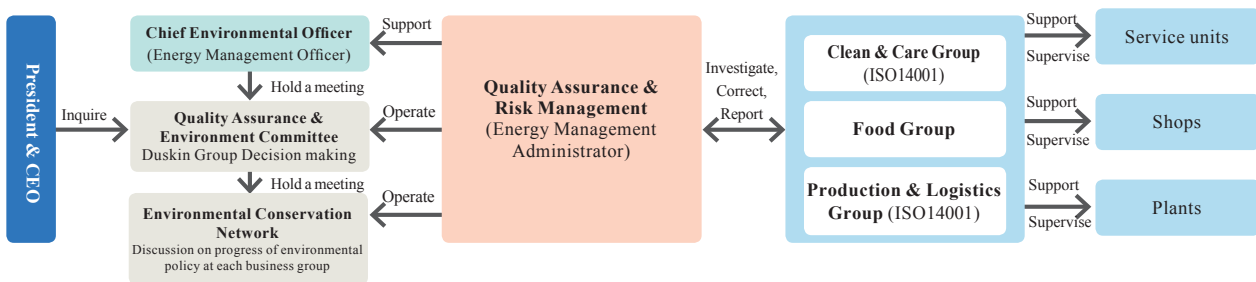 President & CEO
Inquire
Chief Environmental Officer
(Energy Management Officer)
Hold a meeting
Quality Assurance &
Environment Committee
Duskin Group Decision making
Hold a meeting
Environmental Conservation
Network
Discussion on progress of environmental
policy at each business group
Support
Operate
Operate
Quality Assurance &
Risk Management
(Energy Management
Administrator)
Investigate,
Correct,
Report
Clean & Care Group
(ISO14001)
Food Group
Production & Logistics
Group (ISO14001)
Support
Supervise
Service units
Support
Supervise
Shops
Support
Supervise
Plants